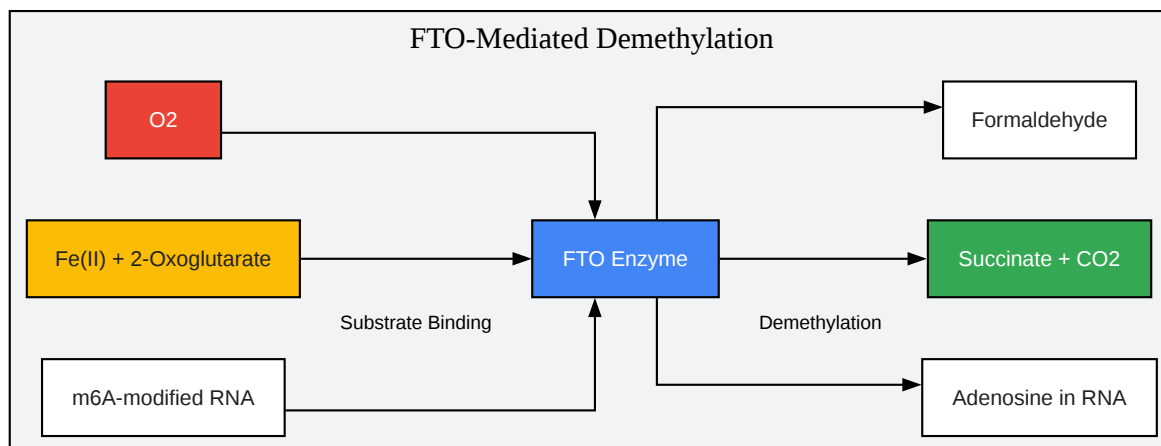 FTO-Mediated Demethylation
O2
Formaldehyde
Fe(II) + 2-Oxoglutarate
FTO Enzyme
Succinate + CO2
Substrate Binding
Demethylation
m6A-modified RNA
Adenosine in RNA